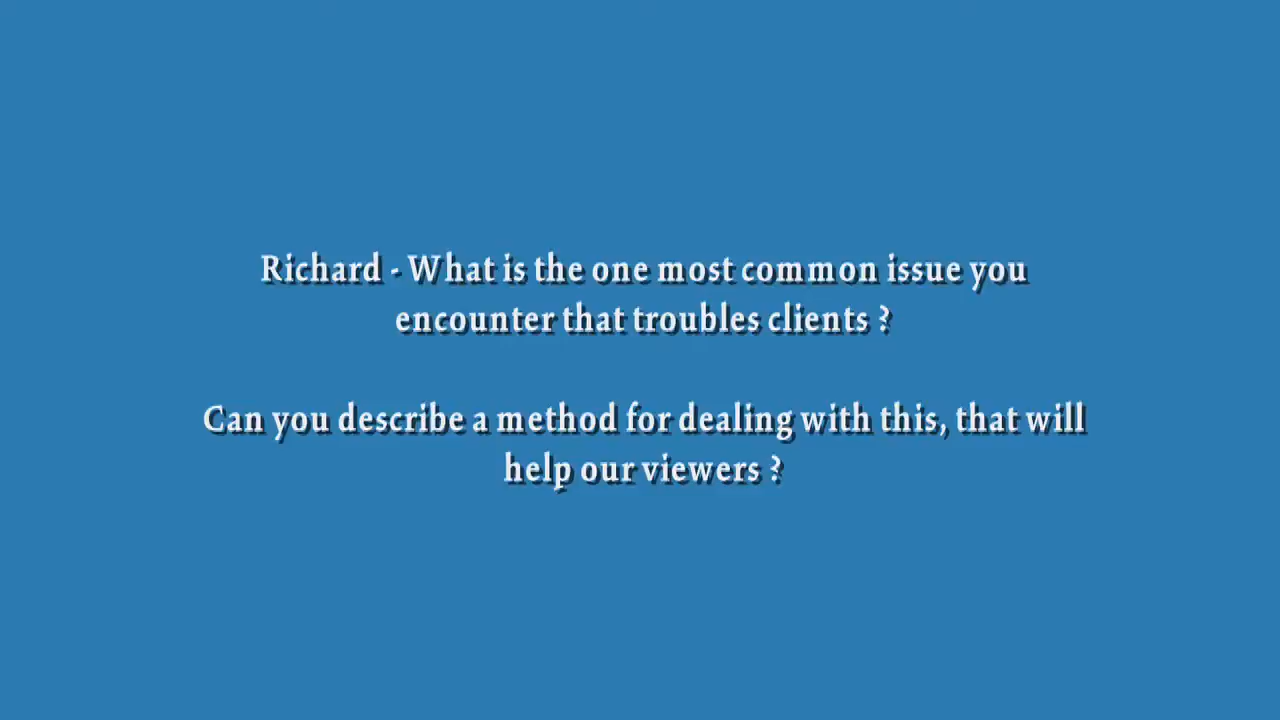 Richard - What is the one most common issue you
encounter that troubles clients ?
Can you describe a method for dealing with this, that will
help our viewers ?